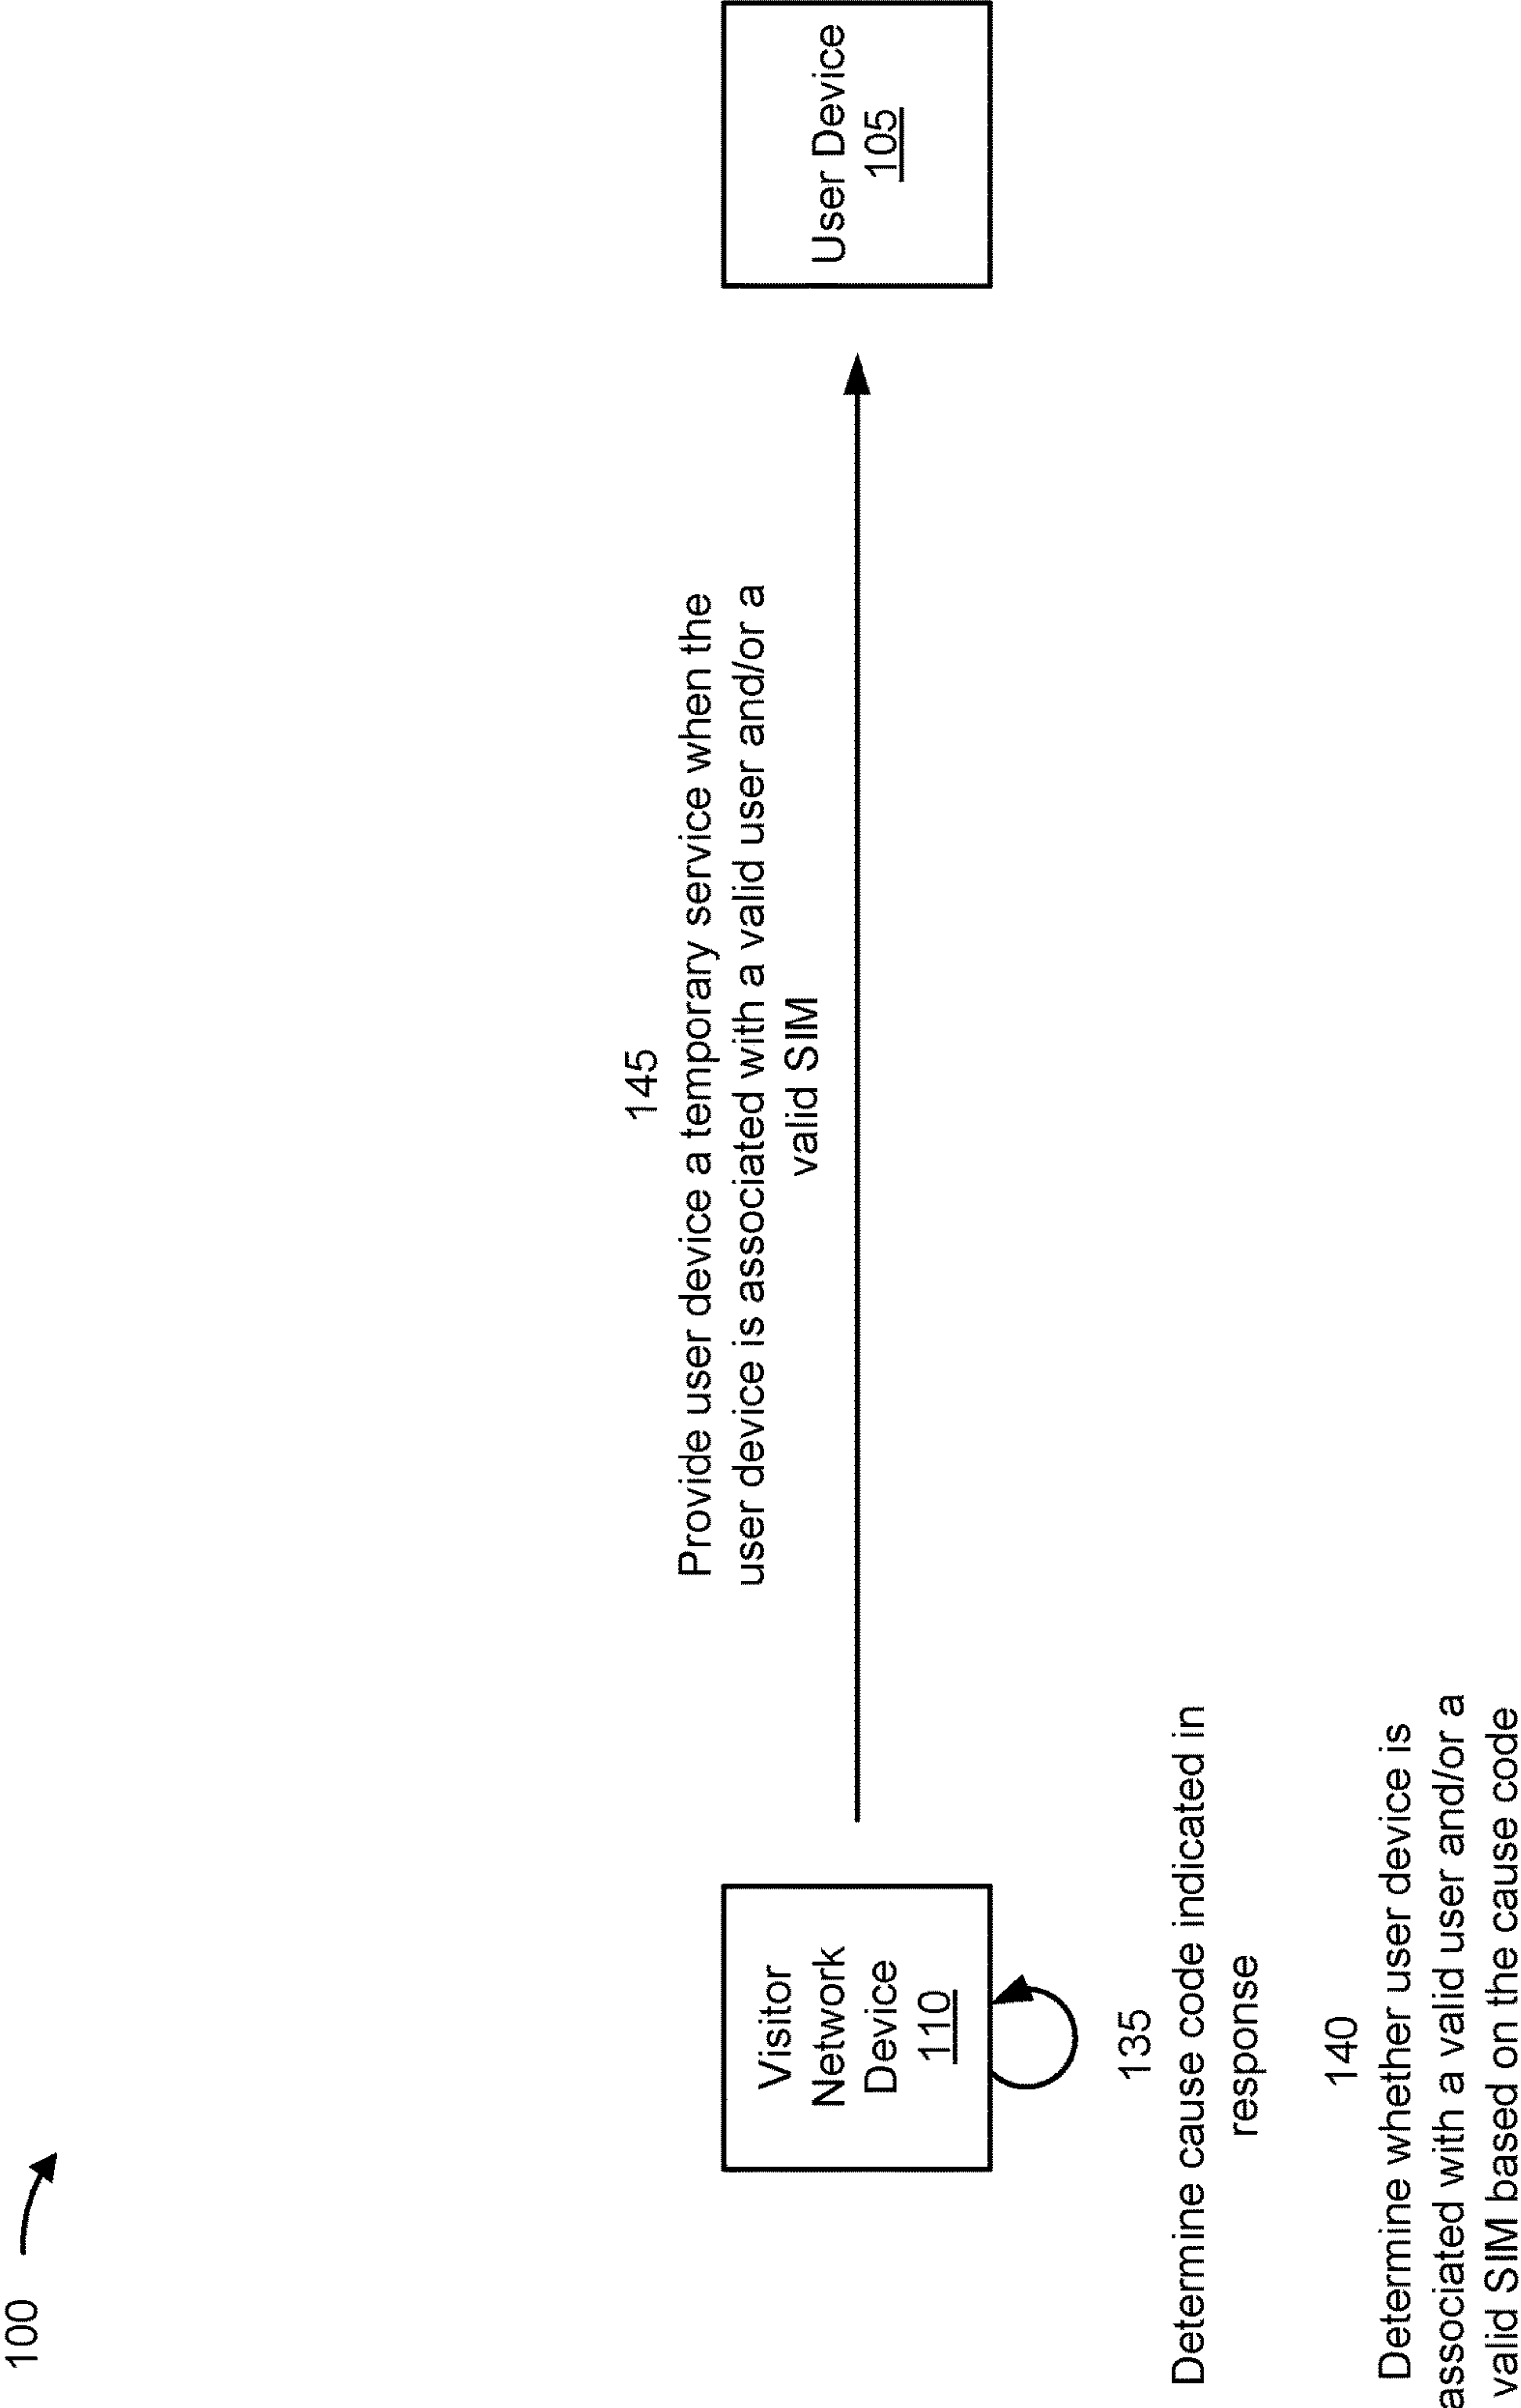 100
145
Provide user device a temporary service when the
user device is associated with a valid user and/or a
valid SIM
Visitor
Network
Device
110
User Device
105
135
Determine cause code indicated in
response
140
Determine whether user device is
associated with a valid user and/or a
valid SIM based on the cause code